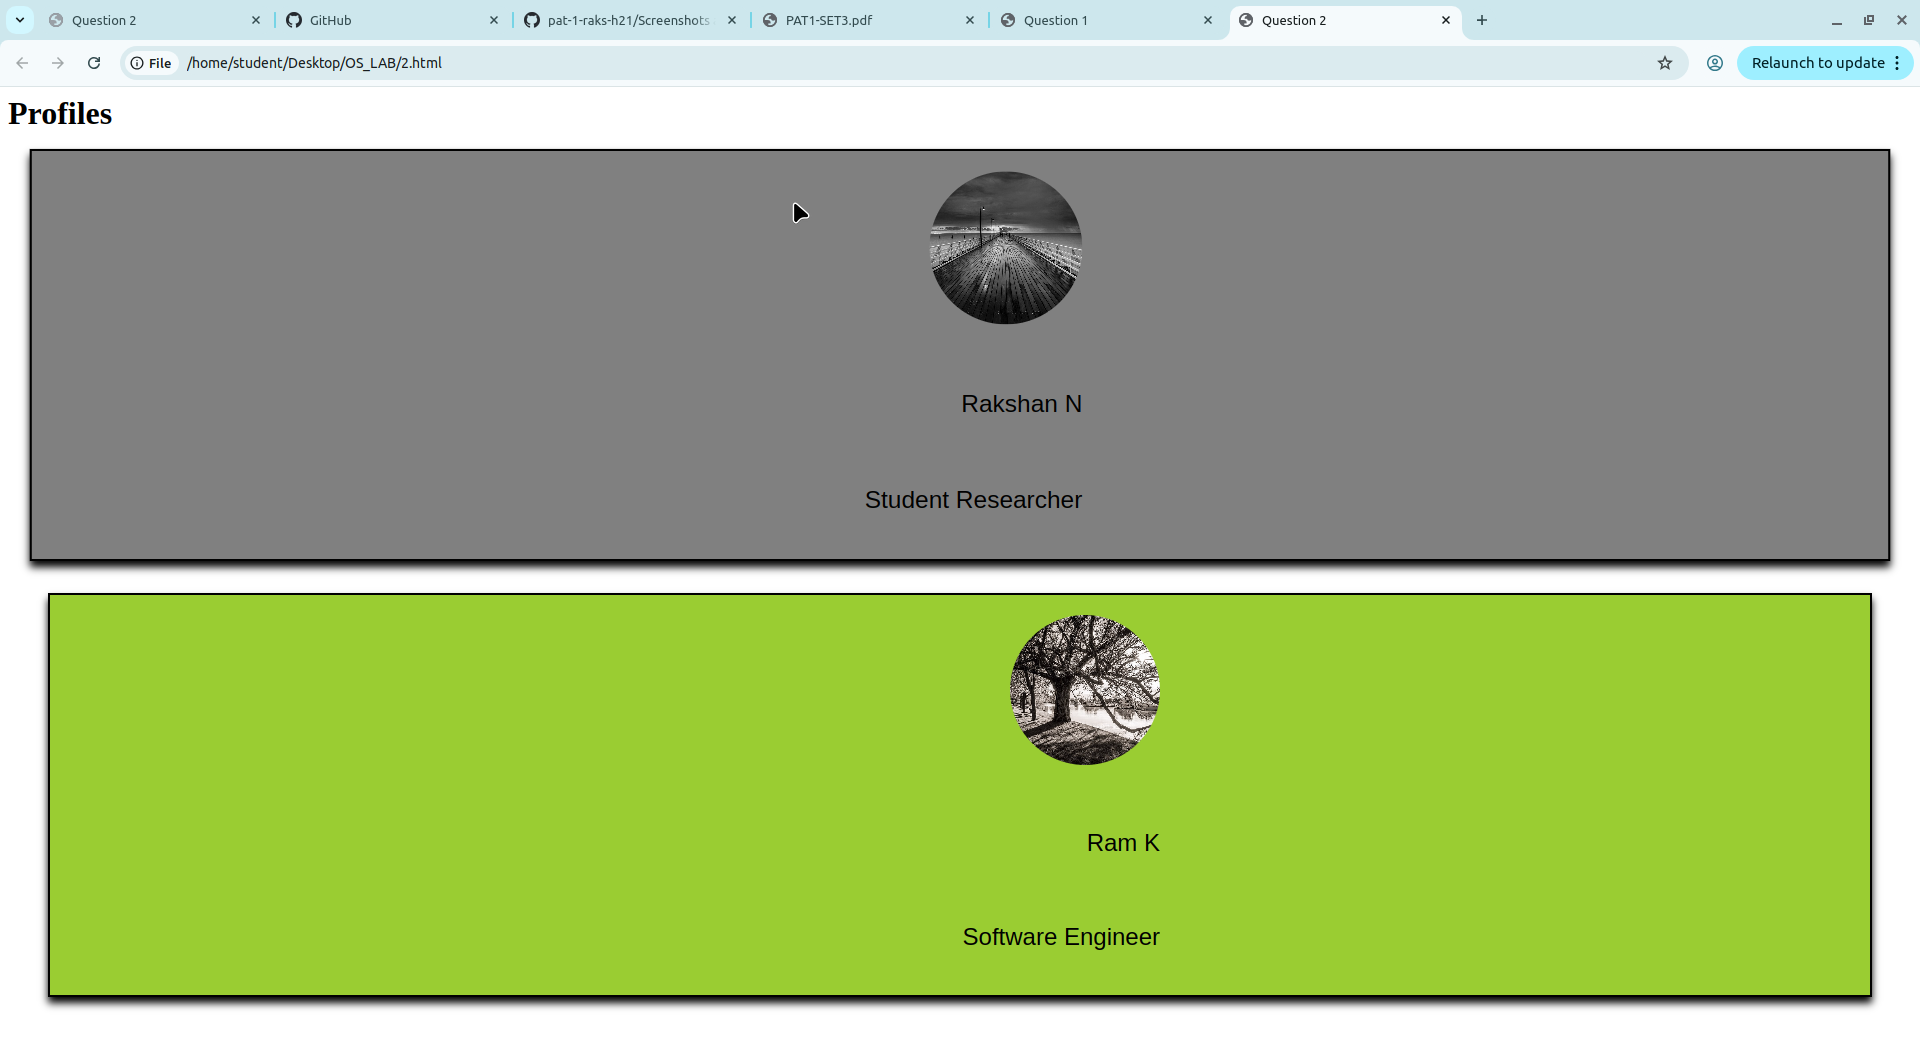 Question 2
GitHub
pat-1-raks-h21/Screenshots
PAT1-SET3.pdf
Question 1
Question 2
File
/home/student/Desktop/OS_LAB/2.html
Relaunch to update
Profiles
Rakshan N
Student Researcher
Ram K
Software Engineer